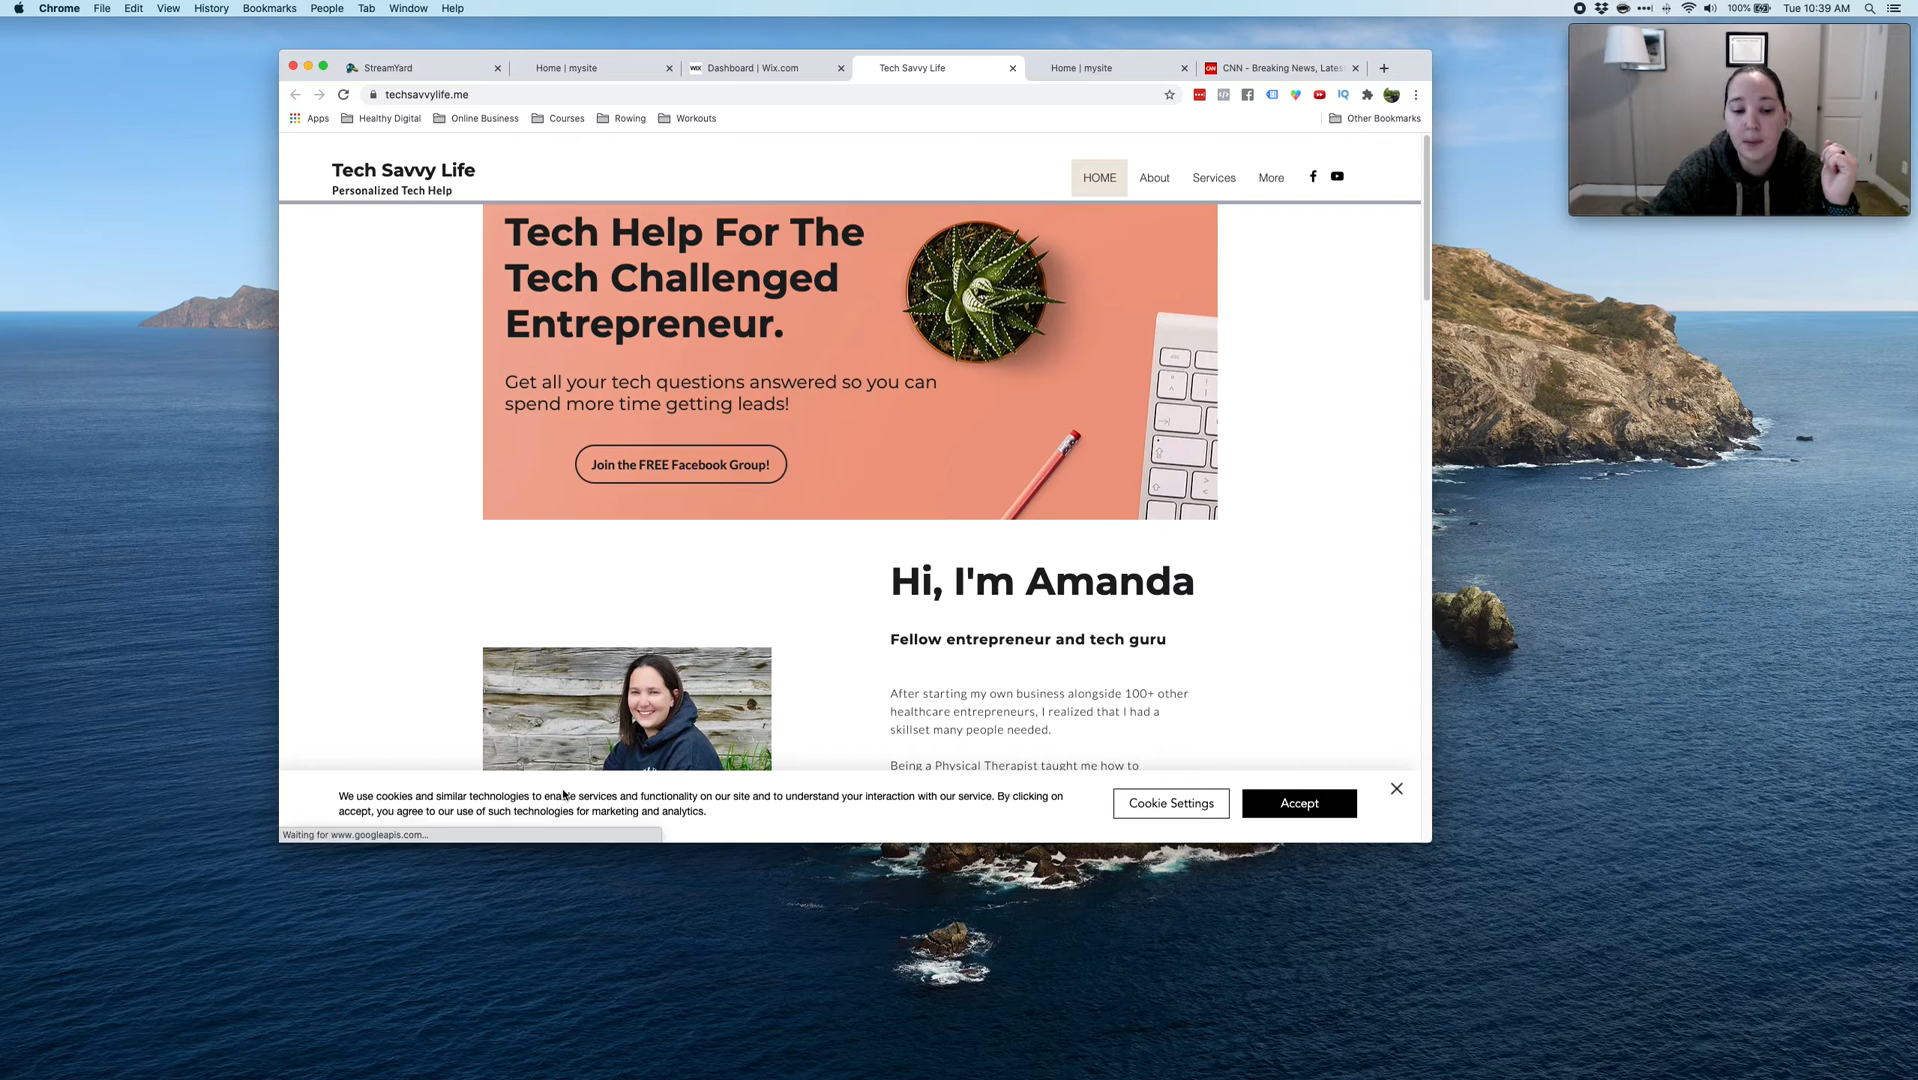 Chrome File Edit View History Bookmarks People Tab Window Help
100% Tue 10:39 AM
StreamYard
Home | mysite
WIX Dashboard | Wix.com
Tech Savvy Life
Home | mysite
CNN CNN - Breaking News, Lates
techsavvylife.me
IQ
Apps Healthy Digital Online Business Courses Rowing Workouts Other Bookmarks
Tech Savvy Life
Personalized Tech Help
HOME About Services More
Tech Help For The
Tech Challenged
Entrepreneur.
Get all your tech questions answered so you can
spend more time getting leads!
Join the FREE Facebook Group!
Hi, I'm Amanda
Fellow entrepreneur and tech guru
After starting my own business alongside 100+ other
healthcare entrepreneurs, I realized that I had a
skillset many people needed.
Being a Physical Therapist taught me how to
We use cookies and similar technologies to enable services and functionality on our site and to understand your interaction with our service. By clicking on
accept, you agree to our use of such technologies for marketing and analytics.
Cookie Settings
Accept
Waiting for www.googleapis.com...